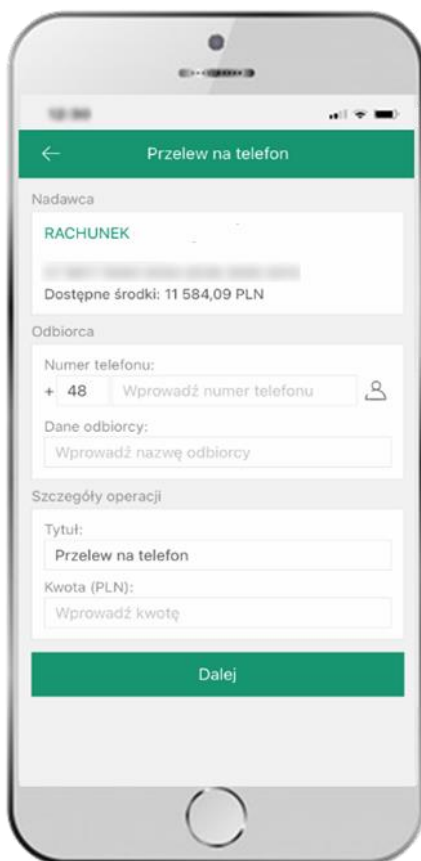 Przelew na telefon
Nadawca
RACHUNEK
Dostępne środki: 11 584,09 PLN
Odbiorca
Numer telefonu:
+ 48 Wprowadź numer telefonu
Dane odbiorcy:
Wprowadź nazwę odbiorcy
Szczegóły operacji
Tytuł:
Przelew na telefon
Kwota (PLN):
Wprowadź kwotę
Dalej